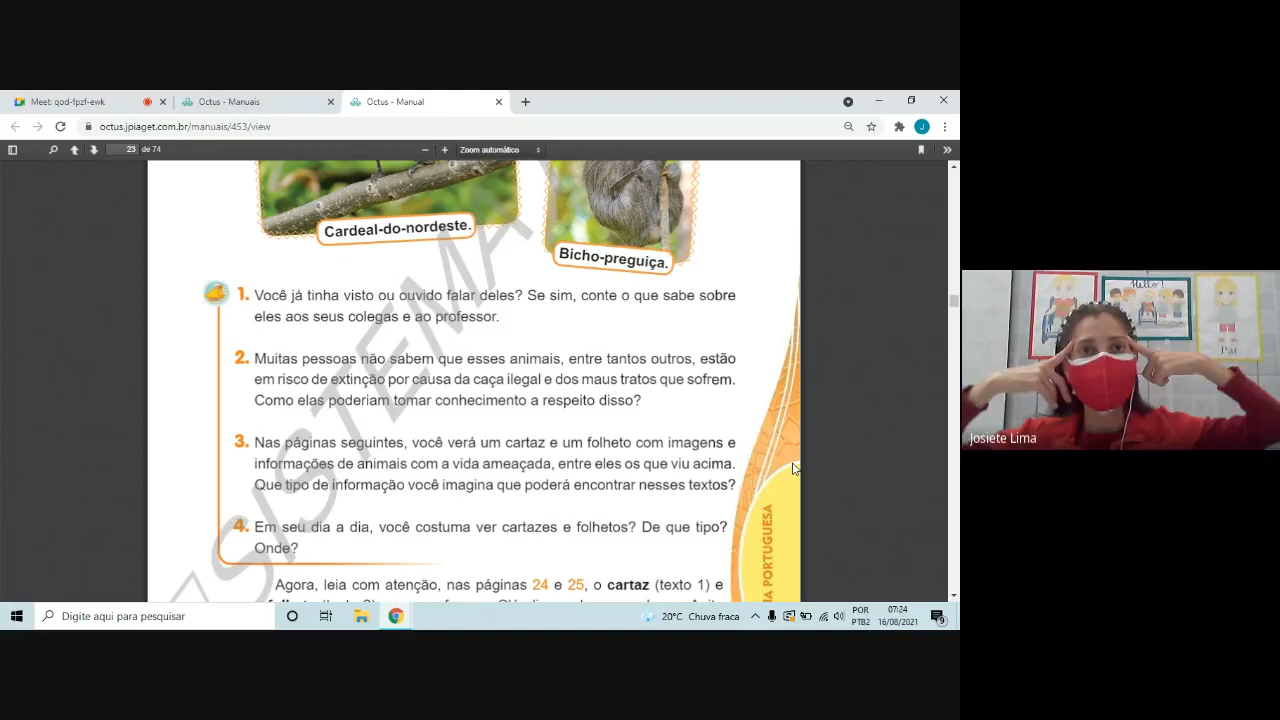 Meet: qod-fpzf-ewk
Octus - Manuais
Octus - Manual
octus.jpiaget.com.br/manuais/453/view
23 de 74
Zoom automático
Cardeal-do-nordeste.
Bicho-preguiça.
1. Você já tinha visto ou ouvido falar deles? Se sim, conte o que sabe sobre
eles aos seus colegas e ao professor.
2. Muitas pessoas não sabem que esses animais, entre tantos outros, estão
em risco de extinção por causa da caça ilegal e dos maus tratos que sofrem.
Como elas poderiam tomar conhecimento a respeito disso?
3. Nas páginas seguintes, você verá um cartaz e um folheto com imagens e
informações de animais com a vida ameaçada, entre eles os que viu acima.
Que tipo de informação você imagina que poderá encontrar nesses textos?
4. Em seu dia a dia, você costuma ver cartazes e folhetos? De que tipo?
Onde?
Agora, leia com atenção, nas páginas 24 e 25, o cartaz (texto 1) e
SISTEMA
PORTUGUESA
Hello!
Pai
Josiete Lima
Digite aqui para pesquisar
20°C Chuva fraca
POR
PTB2
07:24
16/08/2021
9